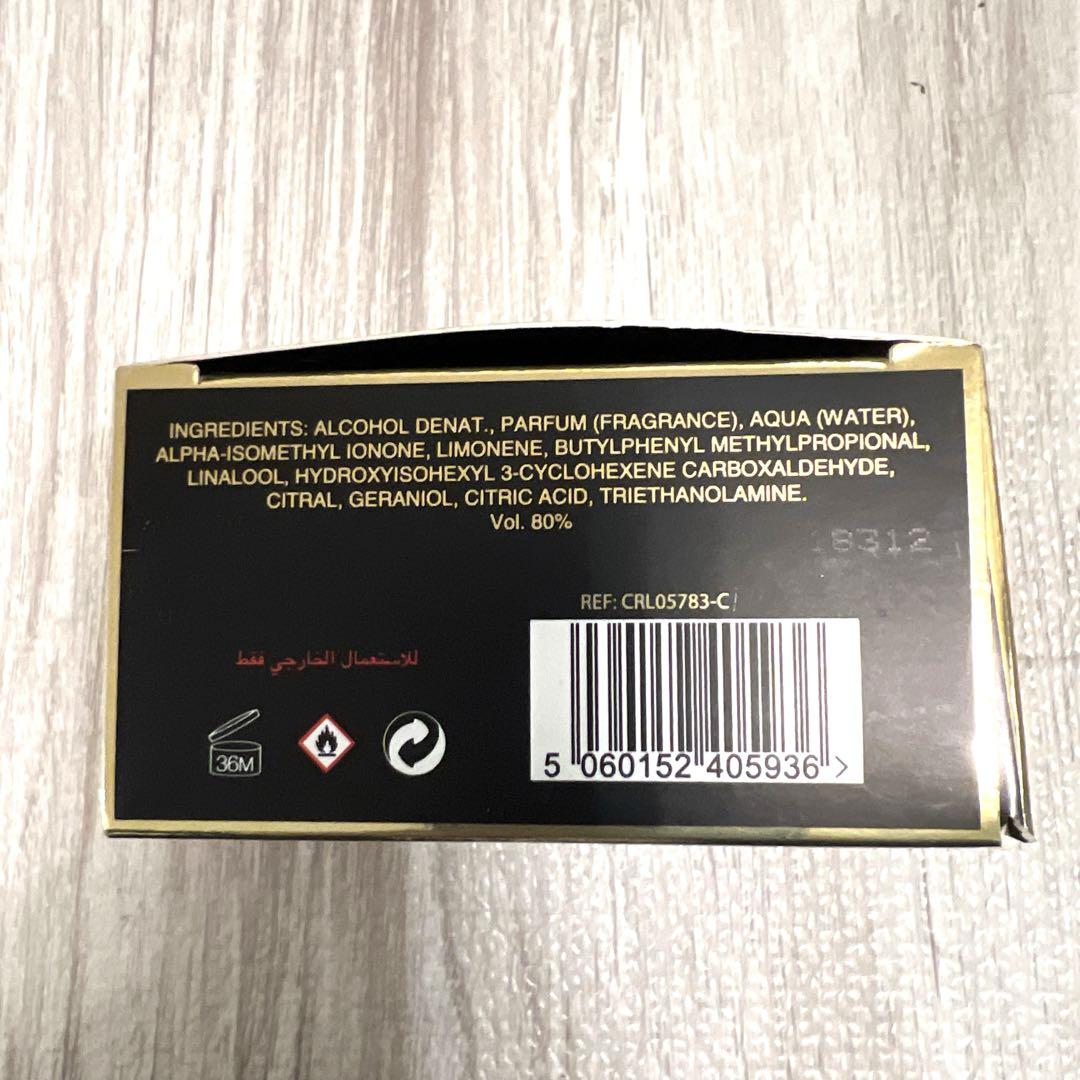 INGREDIENTS: ALCOHOL DENAT., PARFUM (FRAGRANCE), AQUA (WATER),
ALPHA-ISOMETHYL IONONE, LIMONENE, BUTYLPHENYL METHYLPROPIONAL,
LINALOOL, HYDROXYISOHEXYL 3-CYCLOHEXENE CARBOXALDEHYDE,
CITRAL, GERANIOL, CITRIC ACID, TRIETHANOLAMINE.
Vol. 80%
REF: CRL05783-C
للاستعمال الخارجي فقط
36M
5 060152 405936 >